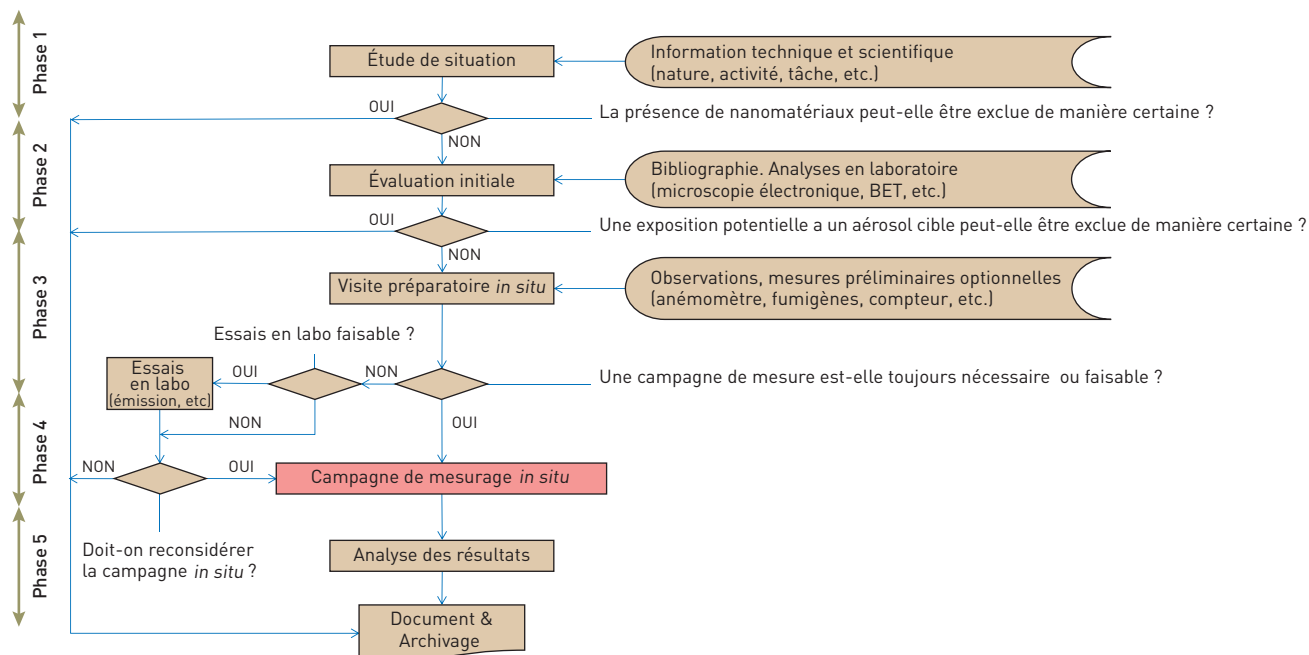 Phase 1
Étude de situation
Information technique et scientifique
(nature, activité, tâche, etc.)
OUI
La présence de nanomatériaux peut-elle être exclue de manière certaine ?
NON
Phase 2
Évaluation initiale
Bibliographie. Analyses en laboratoire
(microscopie électronique, BET, etc.)
OUI
Une exposition potentielle a un aérosol cible peut-elle être exclue de manière certaine ?
NON
Phase 3
Visite préparatoire in situ
Observations, mesures préliminaires optionnelles
(anémomètre, fumigènes, compteur, etc.)
Essais en labo faisable ?
Essais
en labo
(émission, etc)
OUI
NON
Une campagne de mesure est-elle toujours nécessaire ou faisable ?
Phase 4
NON
OUI
NON
OUI
Campagne de mesurage in situ
Phase 5
Doit-on reconsidérer
la campagne in situ ?
Analyse des résultats
Document &
Archivage